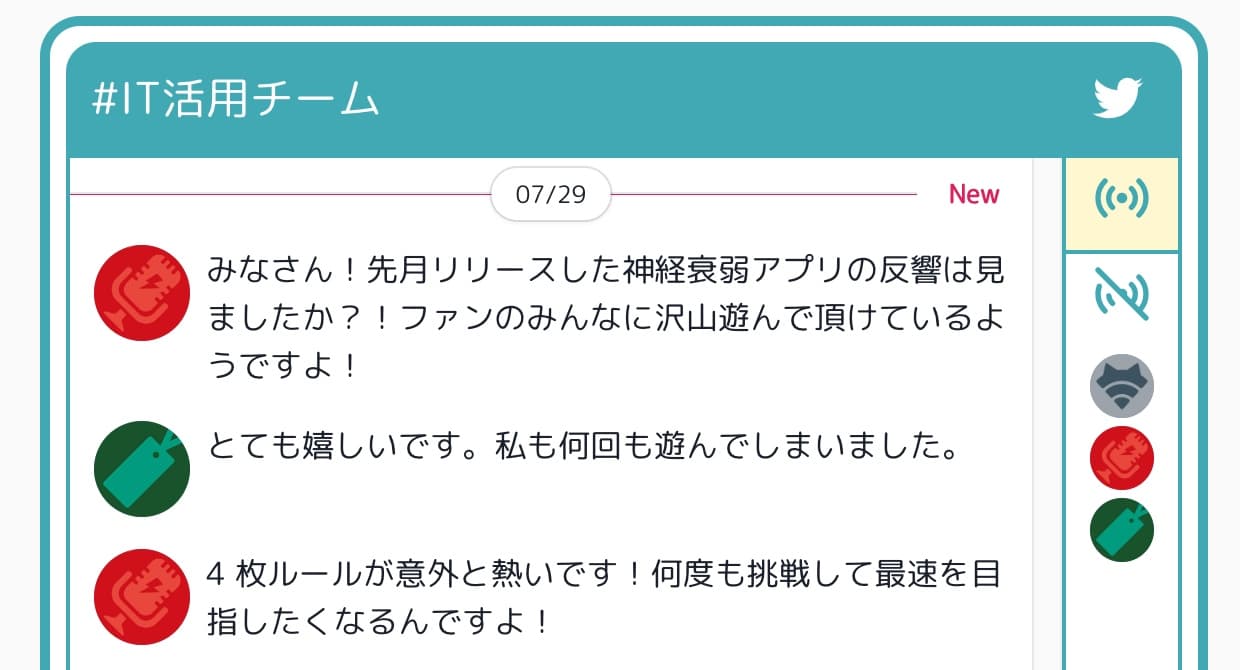 #IT活用チーム
07/29
New
みなさん！先月リリースした神経衰弱アプリの反響は見
ましたか？！ファンのみんなに沢山遊んで頂けているよ
うですよ！
とても嬉しいです。私も何回も遊んでしまいました。
4 枚ルールが意外と熱いです！何度も挑戦して最速を目
指したくなるんですよ！